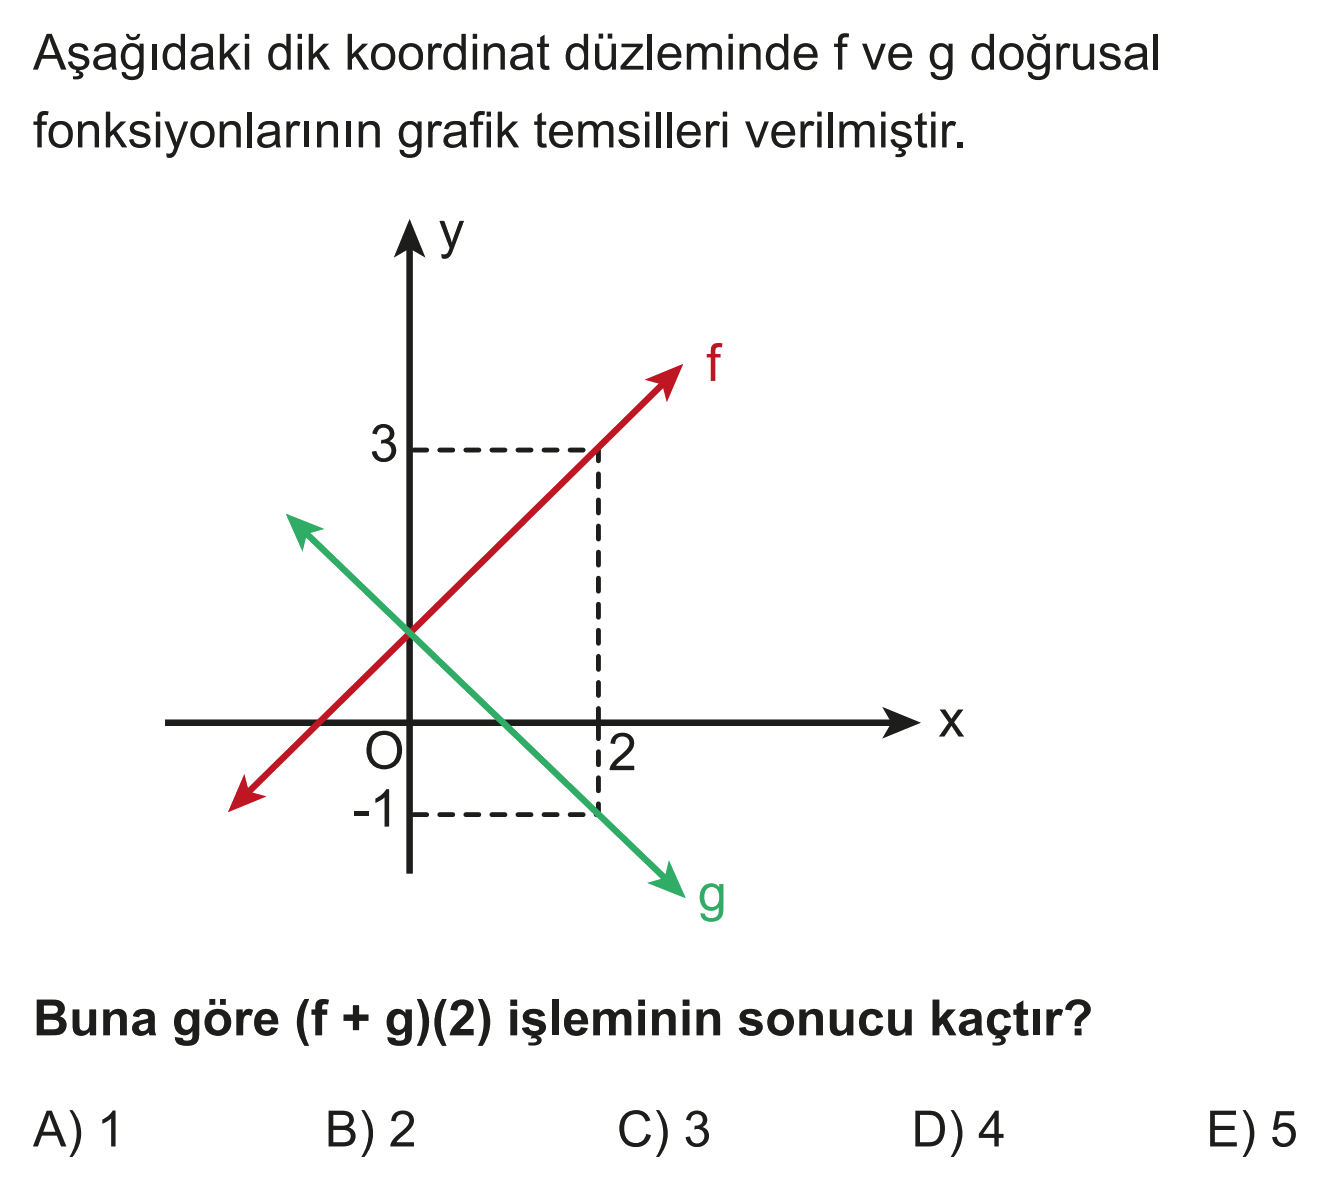 Aşağıdaki dik koordinat düzleminde f ve g doğrusal
fonksiyonlarının grafik temsilleri verilmiştir.
y
f
3
x
O
2
-1
g
Buna göre (f + g)(2) işleminin sonucu kaçtır?
A) 1 B) 2 C) 3 D) 4 E) 5